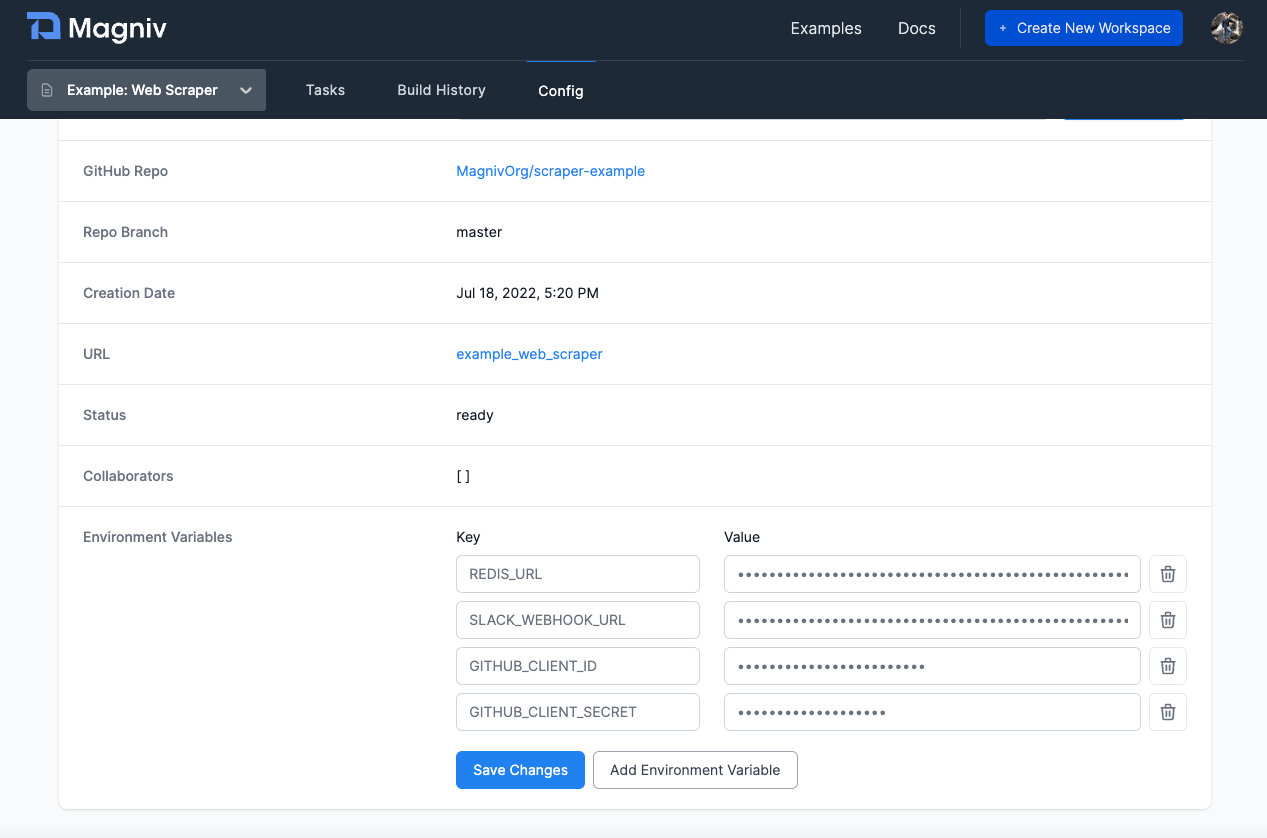 Magniv
Examples
Docs
+ Create New Workspace
Example: Web Scraper
Tasks
Build History
Config
GitHub Repo
MagnivOrg/scraper-example
Repo Branch
master
Creation Date
Jul 18, 2022, 5:20 PM
URL
example_web_scraper
Status
ready
Collaborators
[ ]
Environment Variables
Key
Value
REDIS_URL
SLACK_WEBHOOK_URL
GITHUB_CLIENT_ID
GITHUB_CLIENT_SECRET
Save Changes
Add Environment Variable